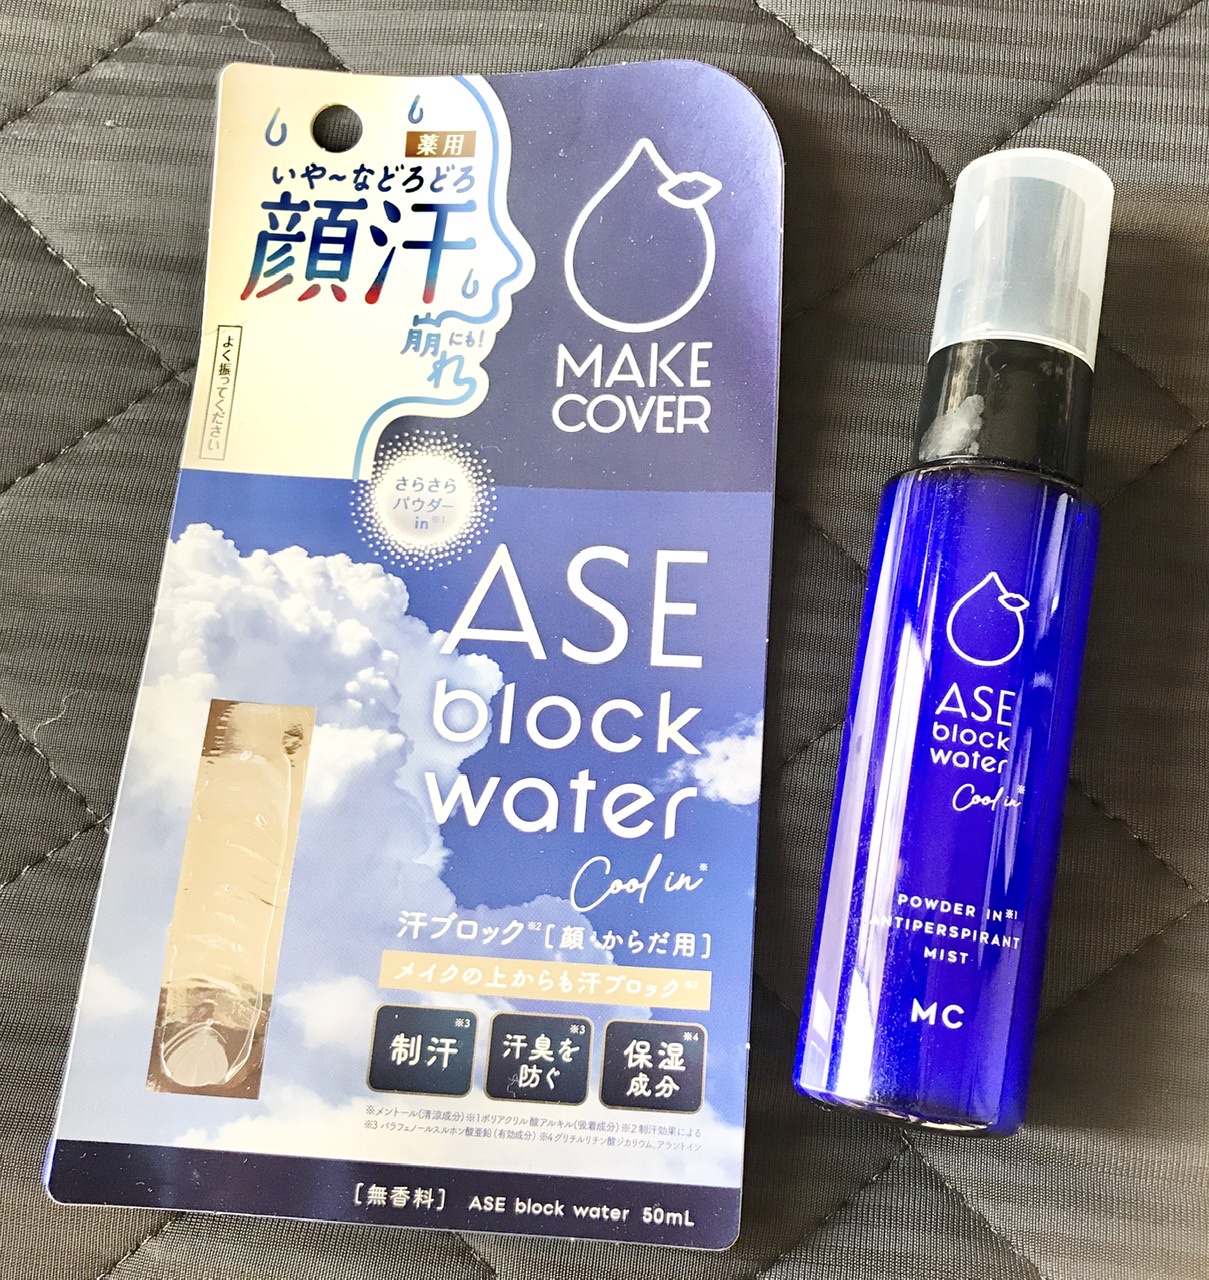 薬用
いや~などろどろ
顔汗
崩れにも!
よく振ってください
MAKE
COVER
さらさら
パウダー
in※1
ASE
block
water
Cool in※
汗ブロック※2[顔・からだ用]
メイクの上からも汗ブロック※2
制汗※3
汗臭を※3
防ぐ
保湿※4
成分
※メントール(清涼成分)※1ポリアクリル酸アルキル(吸着成分)※2制汗効果による
※3 パラフェノールスルホン酸亜鉛(有効成分)※4グリチルリチン酸ジカリウム、アラントイン
[無香料] ASE block water 50mL
ASE
block
water
Cool in※
POWDER IN※1
ANTIPERSPIRANT
MIST
MC